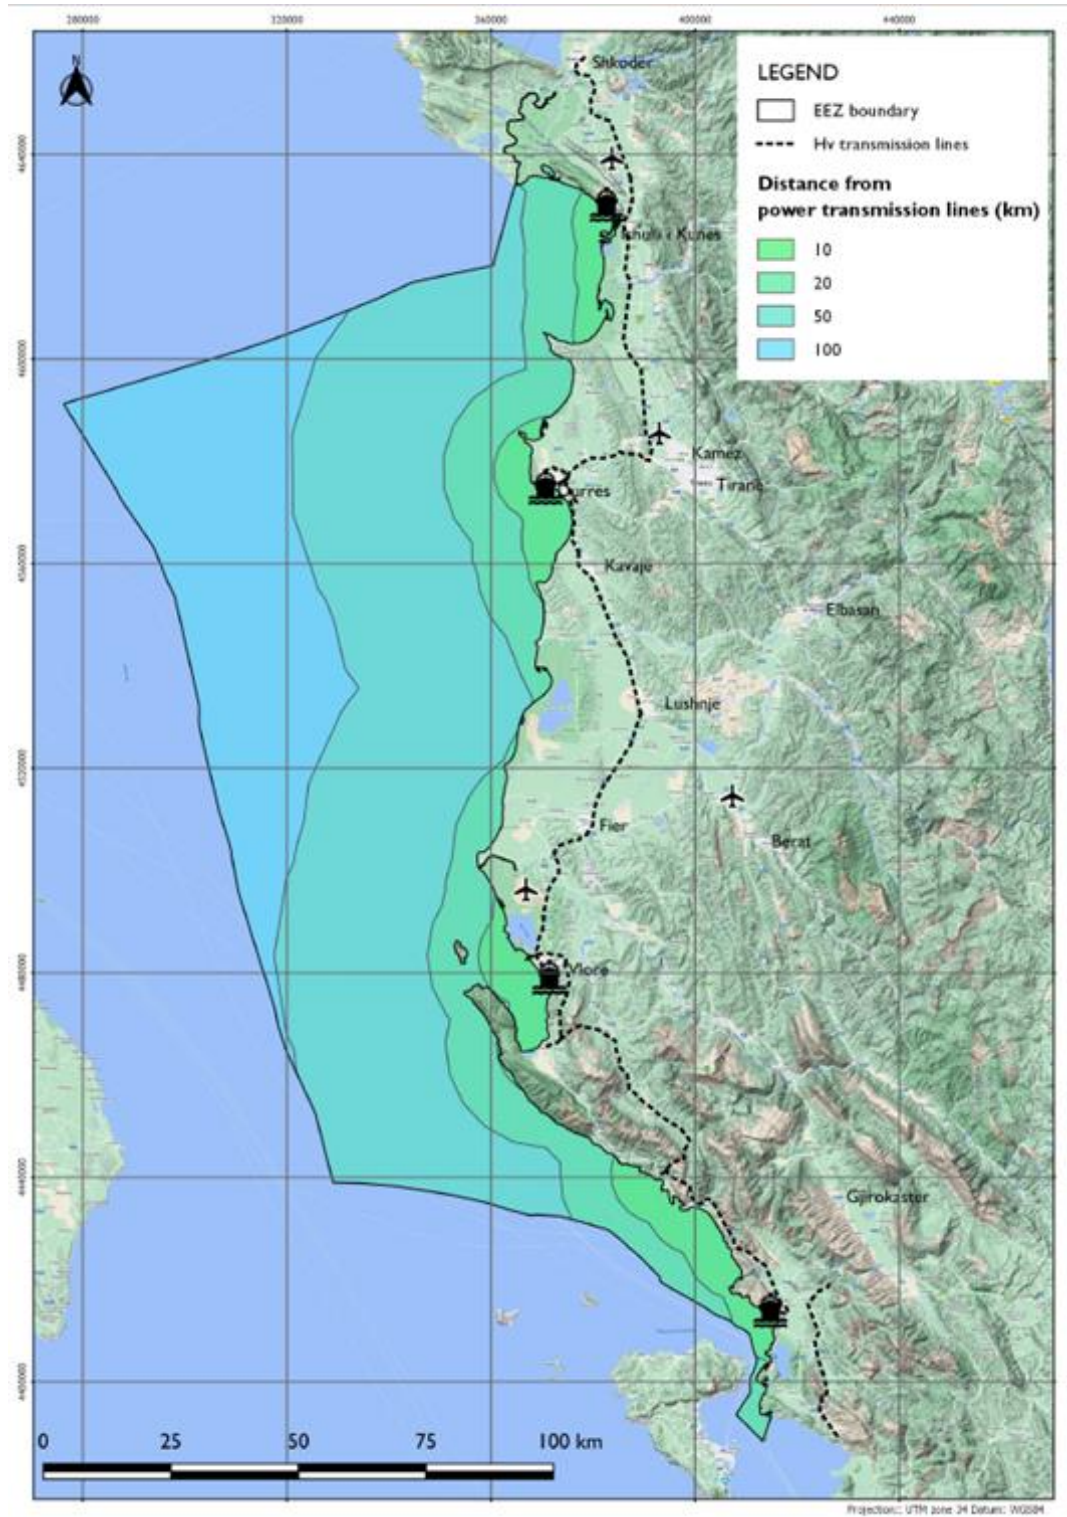 280000 320000 360000 400000 440000
N
Shkoder
LEGEND
EEZ boundary
Hv transmission lines
Distance from
power transmission lines (km)
10
20
50
100
4640000
Ishulli i Kunes
4600000
Kamez
Tirane
Durres
4560000
Kavaje
Elbasan
Lushnje
4520000
Fier
Berat
4480000
Vlore
4440000
Gjirokaster
4400000
0 25 50 75 100 km
Projection:: UTM zone 34 Datum: WGS84